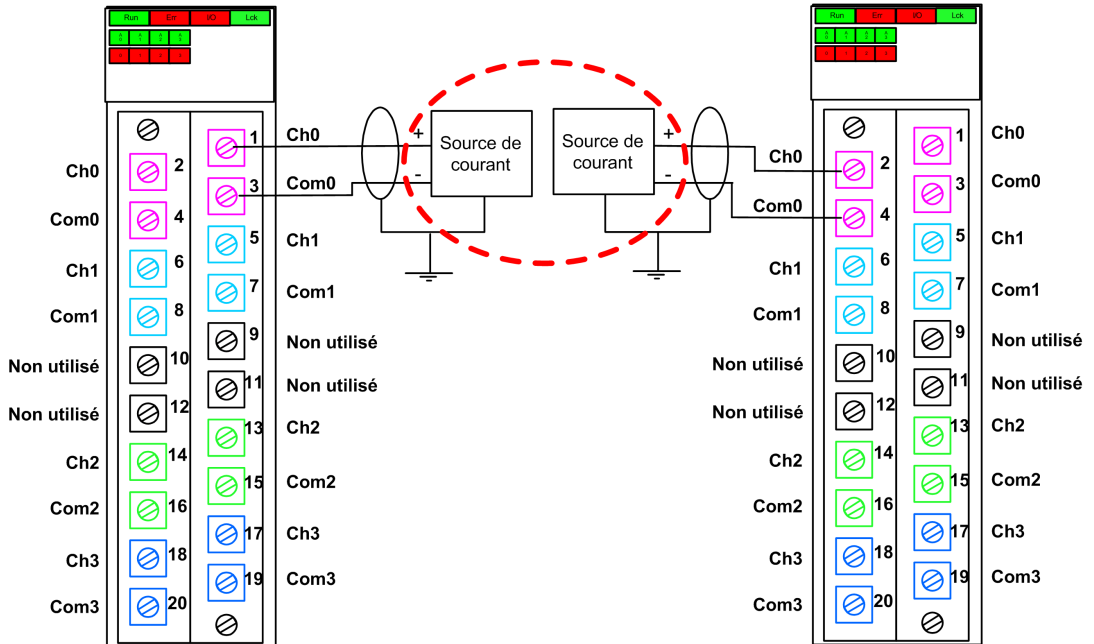 Run Err I/O Lck
Run Err I/O Lck
1 Ch0
2
Ch0
3 Com0
4
Com0
5 Ch1
6
Ch1
7 Com1
8
Com1
9 Non utilisé
10
Non utilisé
11 Non utilisé
12
Non utilisé
13 Ch2
14
Ch2
15 Com2
16
Com2
17 Ch3
18
Ch3
19 Com3
20
Com3
+
-
Source de
courant
Source de
courant
+
-
1 Ch0
Ch0 2
3 Com0
Com0 4
5 Ch1
Ch1 6
7 Com1
Com1 8
9 Non utilisé
Non utilisé 10
11 Non utilisé
Non utilisé 12
13 Ch2
Ch2 14
15 Com2
Com2 16
17 Ch3
Ch3 18
19 Com3
Com3 20